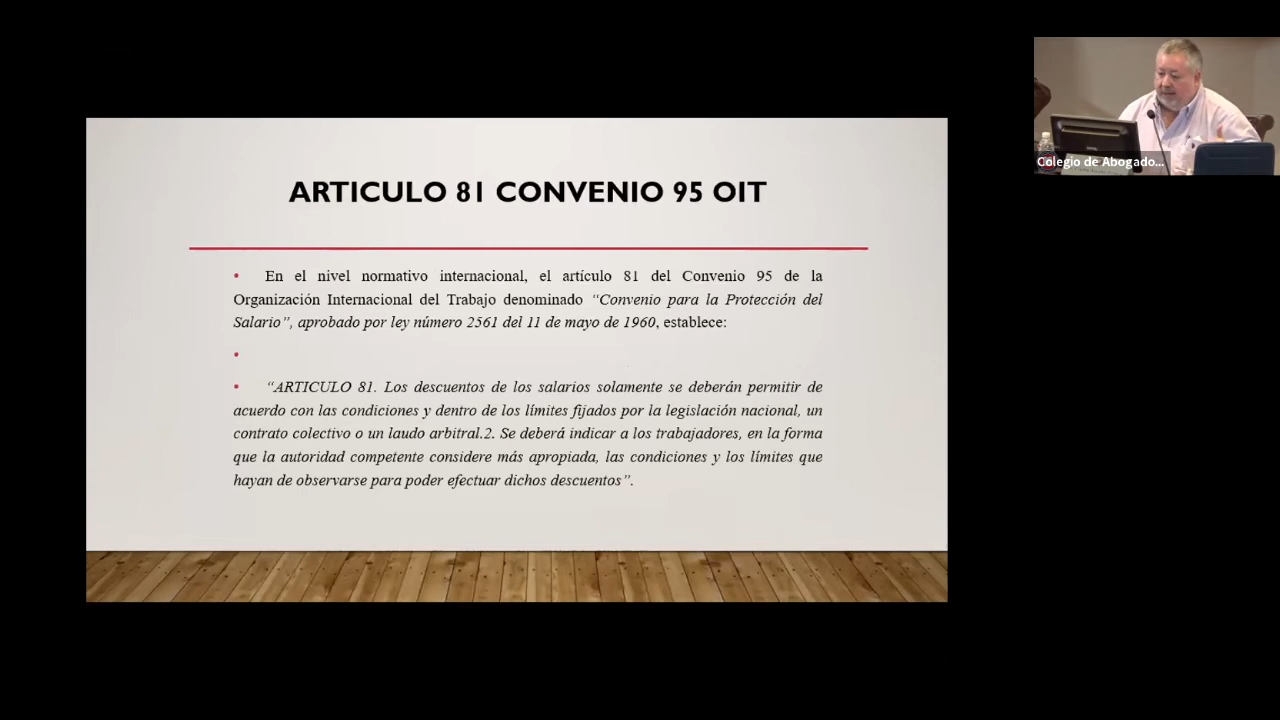 ARTICULO 81 CONVENIO 95 OIT
• En el nivel normativo internacional, el artículo 81 del Convenio 95 de la
Organización Internacional del Trabajo denominado “Convenio para la Protección del
Salario”, aprobado por ley número 2561 del 11 de mayo de 1960, establece:
•
• “ARTICULO 81. Los descuentos de los salarios solamente se deberán permitir de
acuerdo con las condiciones y dentro de los límites fijados por la legislación nacional, un
contrato colectivo o un laudo arbitral.2. Se deberá indicar a los trabajadores, en la forma
que la autoridad competente considere más apropiada, las condiciones y los límites que
hayan de observarse para poder efectuar dichos descuentos”.
Colegio de Abogado...